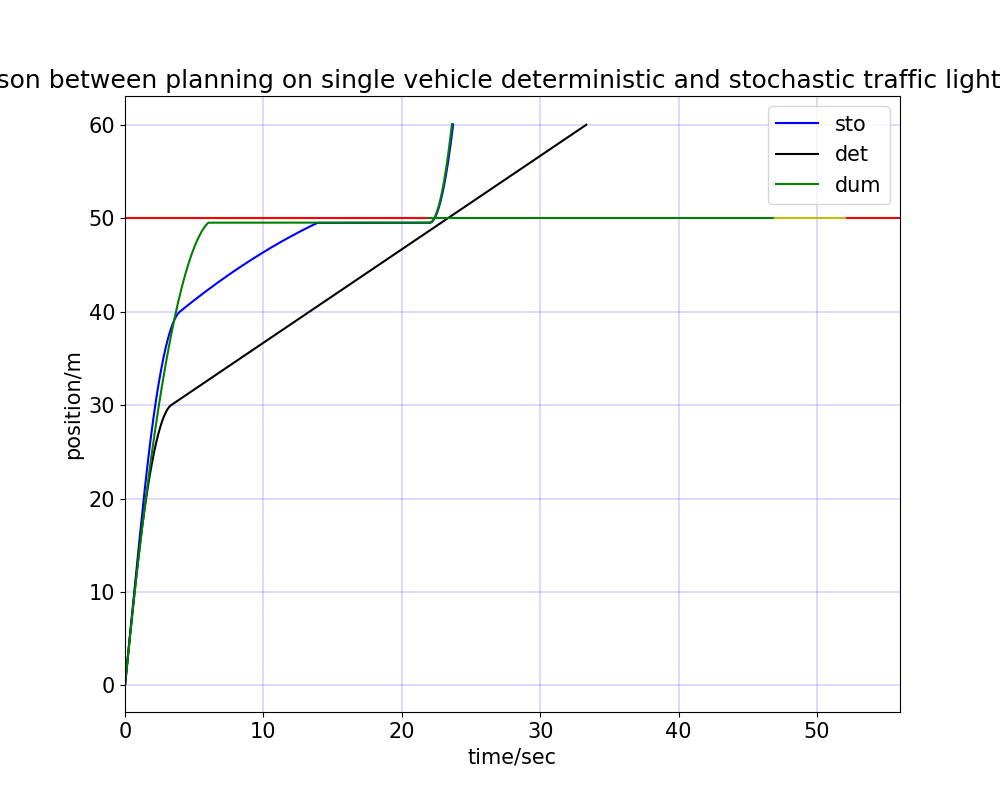 son between planning on single vehicle deterministic and stochastic traffic light
sto
det
dum
60
50
40
30
20
10
0
position/m
0 10 20 30 40 50
time/sec